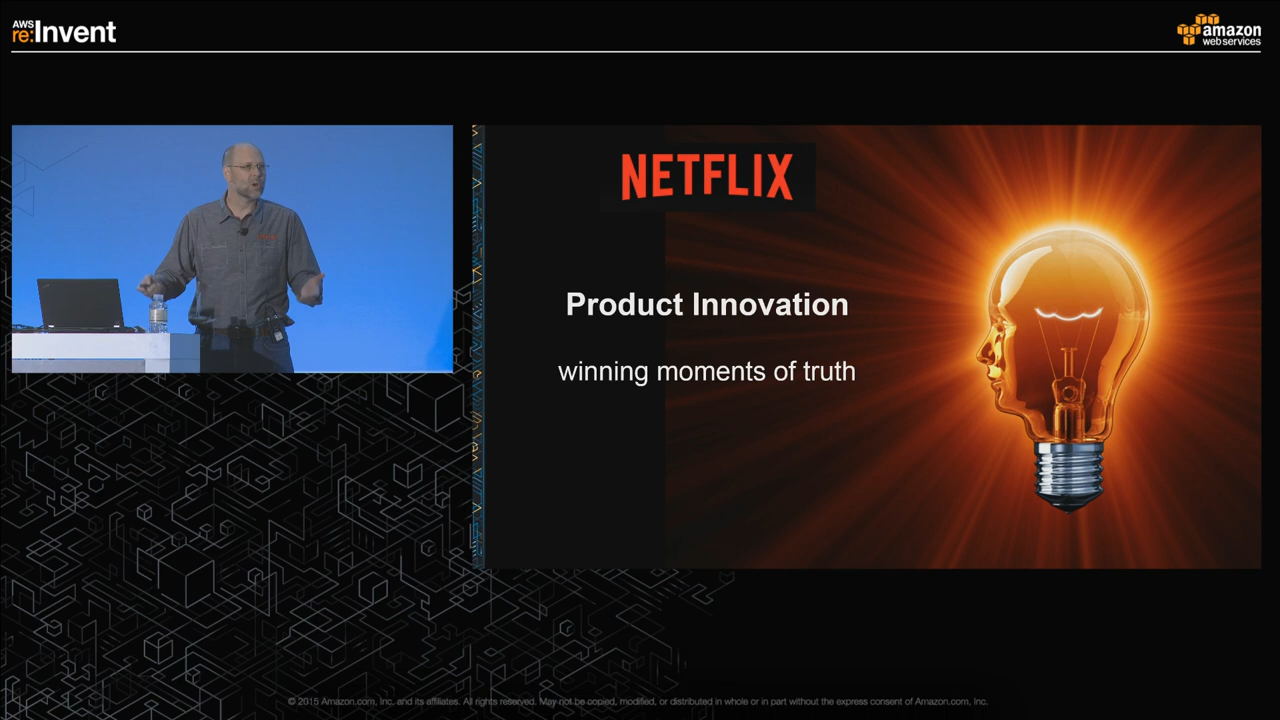 AWS
re:Invent
amazon
webservices
NETFLIX
Product Innovation
winning moments of truth
© 2015 Amazon.com, Inc, and its affiliates. All rights reserved. May not be copied, modified, or distributed in whole or in part without the express consent of Amazon.com, Inc.